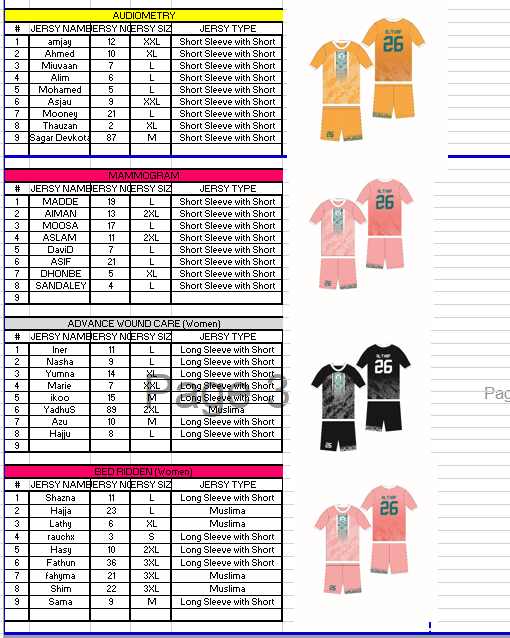 AUDIOMETRY
# JERSY NAME JERSY NO JERSY SIZ JERSY TYPE
1 amjay 12 XXL Short Sleeve with Short
2 Ahmed 10 XL Short Sleeve with Short
3 Miuvaan 7 L Short Sleeve with Short
4 Alim 6 L Short Sleeve with Short
5 Mohamed 5 L Short Sleeve with Short
6 Asjau 9 XXL Short Sleeve with Short
7 Mooney 21 L Short Sleeve with Short
8 Thauzan 2 XL Short Sleeve with Short
9 Sagar Devkota 87 M Short Sleeve with Short
ALTHAF
26
26
MAMMOGRAM
# JERSY NAME JERSY NO JERSY SIZ JERSY TYPE
1 MADDE 19 L Short Sleeve with Short
2 AIMAN 13 2XL Short Sleeve with Short
3 MOOSA 17 L Short Sleeve with Short
4 ASLAM 11 2XL Short Sleeve with Short
5 DaviD 7 L Short Sleeve with Short
6 ASIF 21 L Short Sleeve with Short
7 DHONBE 5 XL Short Sleeve with Short
8 SANDALEY 4 L Short Sleeve with Short
9
ALTHAF
26
26
ADVANCE WOUND CARE (Women)
# JERSY NAME JERSY NO JERSY SIZ JERSY TYPE
1 Iner 11 L Long Sleeve with Short
2 Nasha 9 L Long Sleeve with Short
3 Yumna 14 XL Long Sleeve with Short
4 Marie 7 XXL Long Sleeve with Short
5 ikoo 15 M Long Sleeve with Short
6 YadhuS 89 2XL Muslima
7 Azu 10 M Long Sleeve with Short
8 Hajju 8 L Long Sleeve with Short
9
Page 3
Pag
ALTHAF
26
26
BED RIDDEN (Women)
# JERSY NAME JERSY NO JERSY SIZ JERSY TYPE
1 Shazna 11 L Long Sleeve with Short
2 Hajja 23 L Muslima
3 Lathy 6 XL Muslima
4 rauchx 3 S Long Sleeve with Short
5 Hasy 10 2XL Long Sleeve with Short
6 Fathun 36 3XL Long Sleeve with Short
7 fahyma 21 3XL Muslima
8 Shim 22 3XL Muslima
9 Sama 9 M Long Sleeve with Short
ALTHAF
26
26